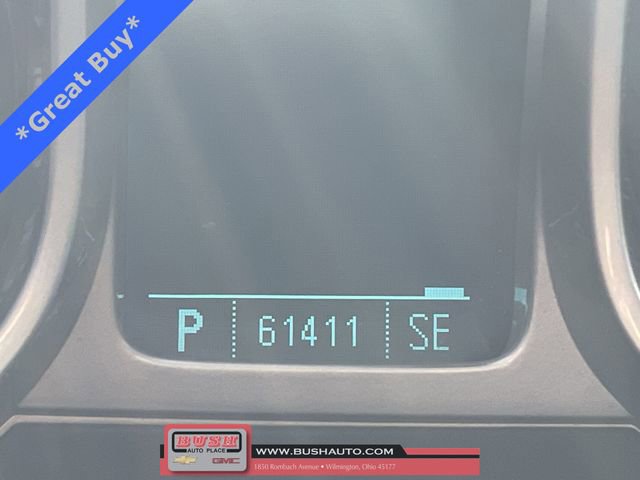 *Great Buy*
P 61411 SE
BUSH
AUTO PLACE
GMC
WWW.BUSHAUTO.COM
1850 Rombach Avenue • Wilmington, Ohio 45177